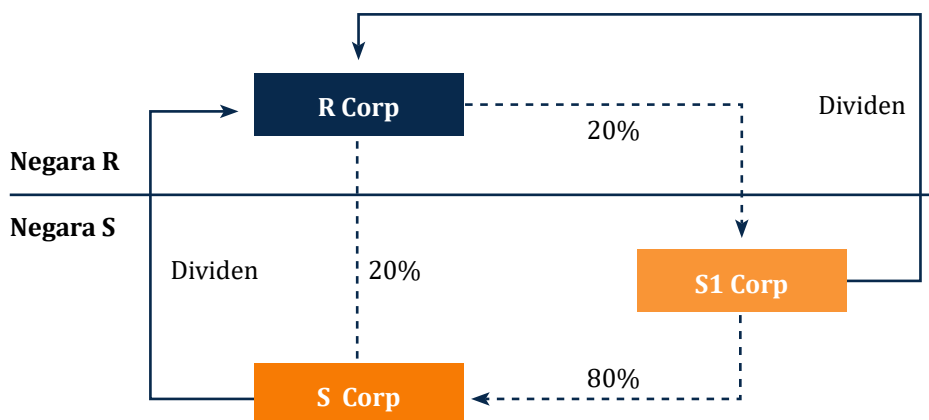 R Corp
20%
Dividen
Negara R
Negara S
Dividen
20%
S1 Corp
80%
S Corp